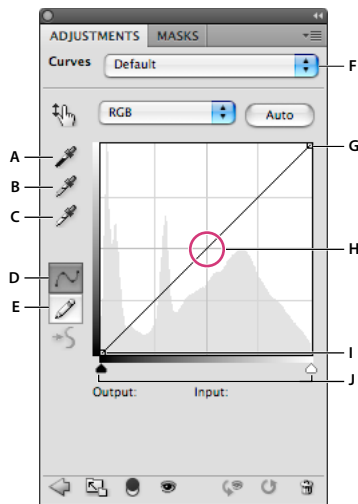 ADJUSTMENTS MASKS
Curves Default F
RGB Auto
A
G
B
C
H
D
E
I
J
Output: Input: